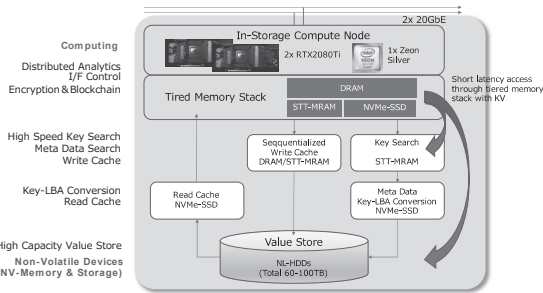 2x 20GbE
In-Storage Compute Node
Computing
2x RTX2080Ti
1x Zeon
Silver
Distributed Analytics
I/F Control
Encryption & Blockchain
Tired Memory Stack
DRAM
STT-MRAM
NVMe-SSD
Short latency access
through tiered memory
stack with KV
High Speed Key Search
Meta Data Search
Write Cache
Seqquentialized
Write Cache
DRAM/STT-MRAM
Key Search
STT-MRAM
Key-LBA Conversion
Read Cache
Read Cache
NVMe-SSD
Meta Data
Key-LBA Conversion
NVMe-SSD
High Capacity Value Store
Value Store
NL-HDDs
(Total 60-100TB)
Non-Volatile Devices
(NV-Memory & Storage)